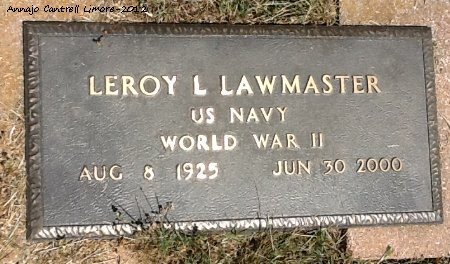 Annajo Cantrell Limore-2012
LEROY L LAWMASTER
US NAVY
WORLD WAR II
AUG 8 1925 JUN 30 2000